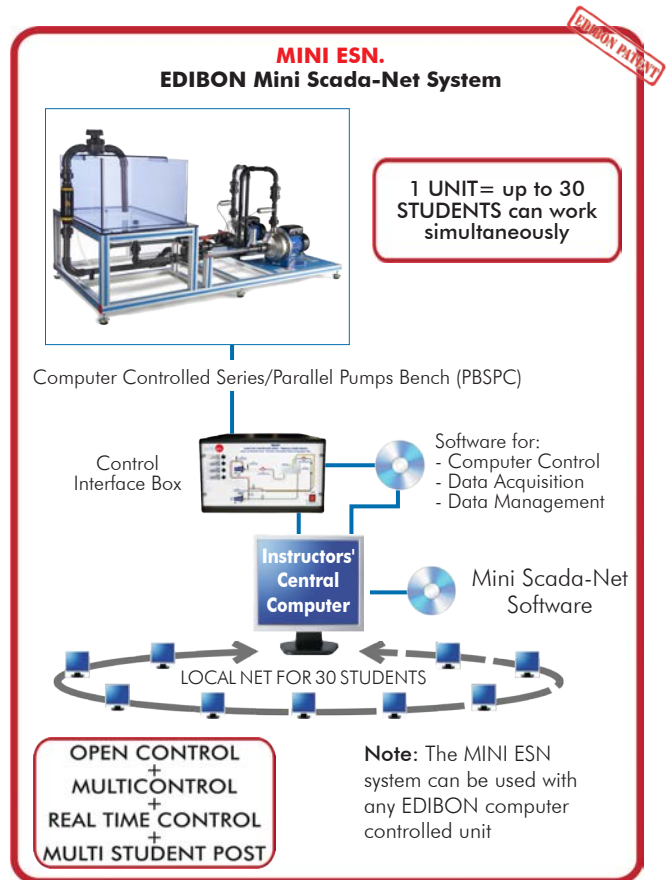 EDIBON PATENT
MINI ESN.
EDIBON Mini Scada-Net System
1 UNIT= up to 30
STUDENTS can work
simultaneously
Computer Controlled Series/Parallel Pumps Bench (PBSPC)
Control
Interface Box
Software for:
- Computer Control
- Data Acquisition
- Data Management
Instructors'
Central
Computer
Mini Scada-Net
Software
LOCAL NET FOR 30 STUDENTS
OPEN CONTROL
+
MULTICONTROL
+
REAL TIME CONTROL
+
MULTI STUDENT POST
Note: The MINI ESN
system can be used with
any EDIBON computer
controlled unit